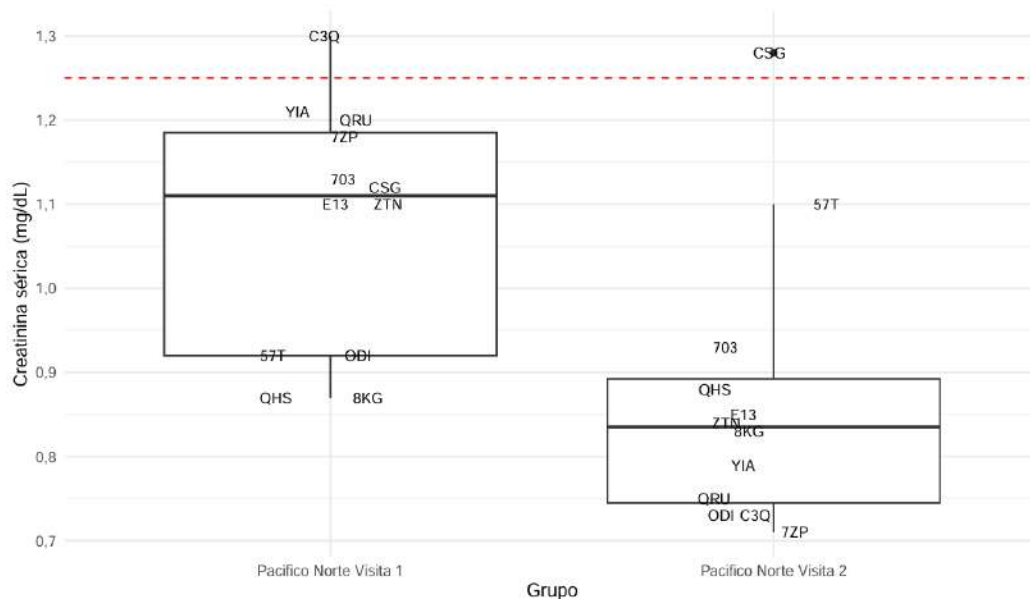 1,3
1,2
1,1
1,0
0,9
0,8
0,7
Creatinina sérica (mg/dL)
C3Q
YIA
QRU
7ZP
703
CSG
E13
ZTN
57T
ODI
QHS
8KG
CSG
57T
703
QHS
E13
ZTN
8KG
YIA
QRU
ODI C3Q
7ZP
Pacifico Norte Visita 1
Pacifico Norte Visita 2
Grupo